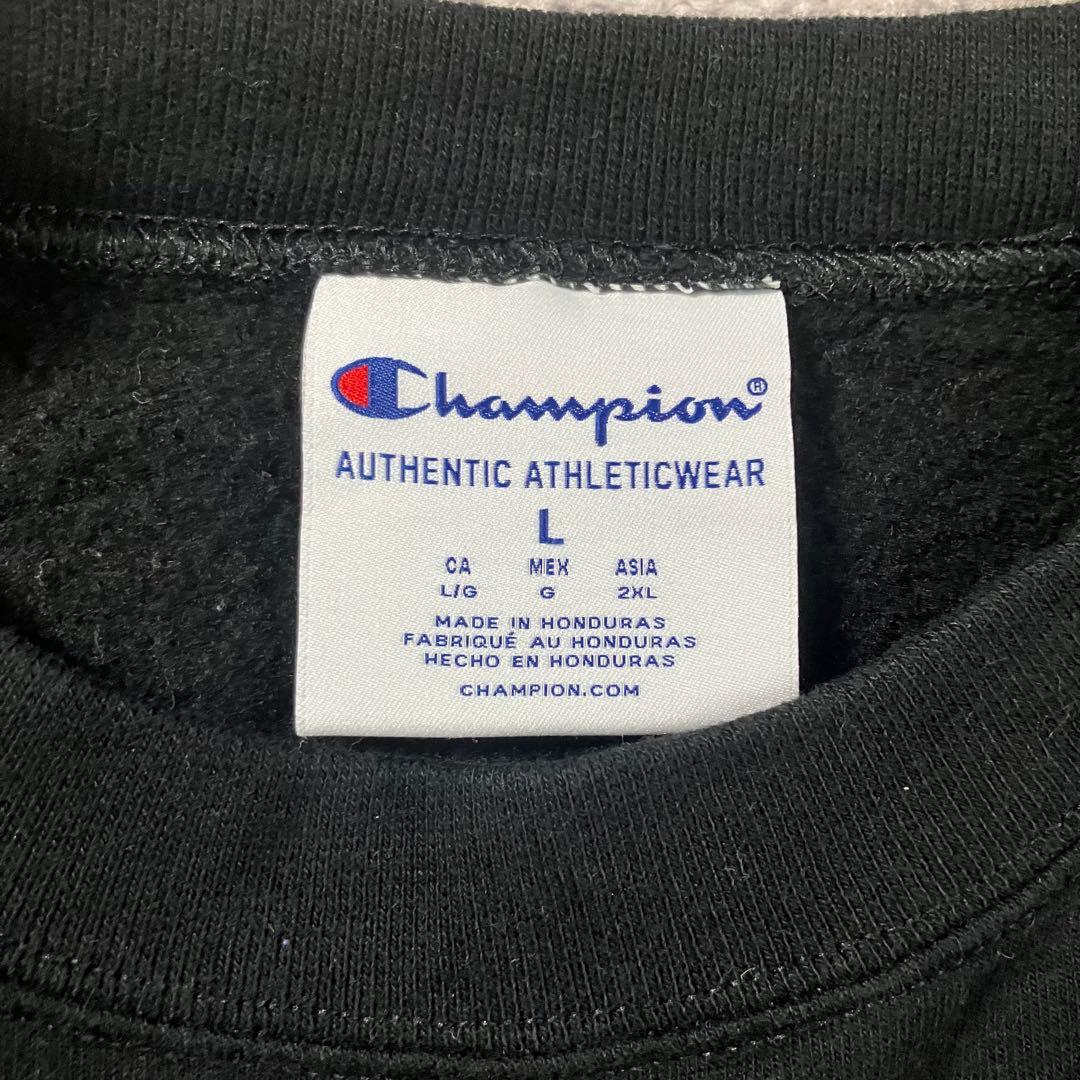 Champion®
AUTHENTIC ATHLETICWEAR
L
CA MEX ASIA
L/G G 2XL
MADE IN HONDURAS
FABRIQUÉ AU HONDURAS
HECHO EN HONDURAS
CHAMPION.COM